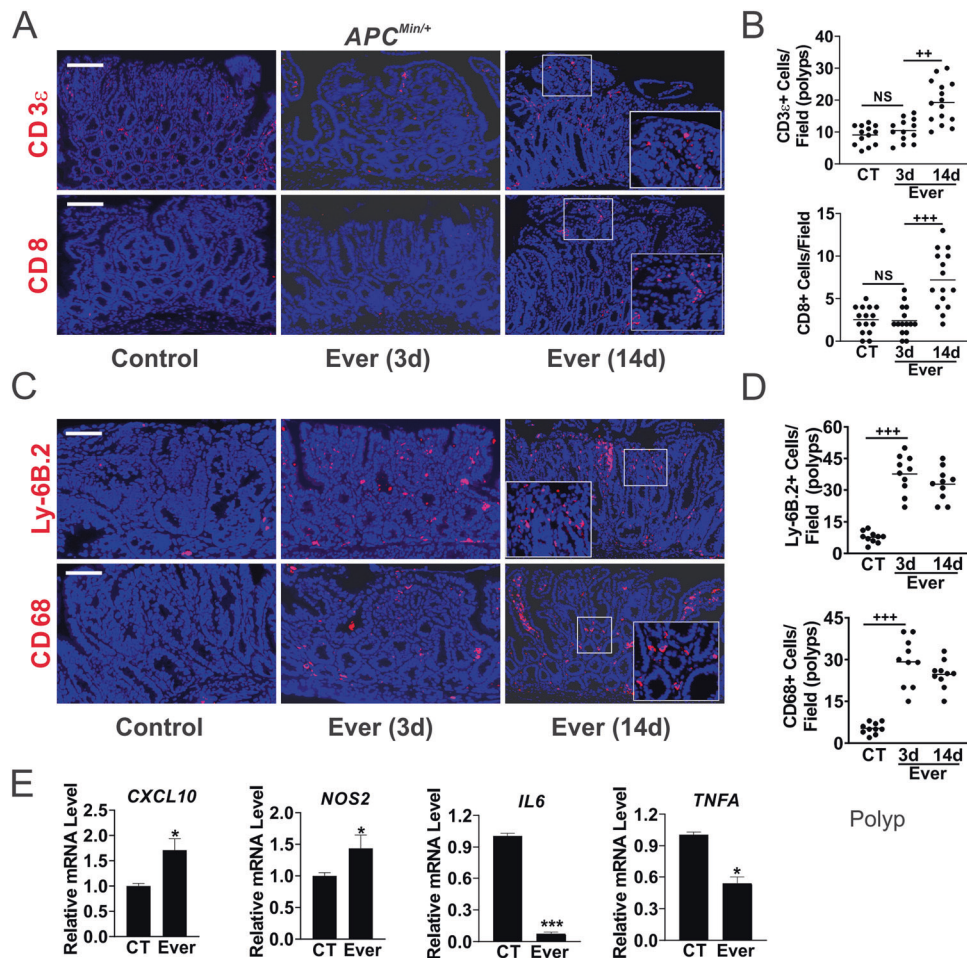 A
APC^Min/+
CD3ε
CD8
Control
Ever (3d)
Ever (14d)
B
CD3ε+ Cells/
Field (polyps)
40
30
20
10
0
NS
++
CT
3d
14d
Ever
CD8+ Cells/Field
15
10
5
0
NS
+++
CT
3d
14d
Ever
C
Ly-6B.2
CD68
Control
Ever (3d)
Ever (14d)
D
Ly-6B.2+ Cells/
Field (polyps)
60
45
30
15
0
+++
CT
3d
14d
Ever
CD68+ Cells/
Field (polyps)
45
30
15
0
+++
CT
3d
14d
Ever
Polyp
E
CXCL10
Relative mRNA Level
2.5
2.0
1.5
1.0
0.5
0.0
*
CT Ever
NOS2
Relative mRNA Level
2.0
1.5
1.0
0.5
0.0
*
CT Ever
IL6
Relative mRNA Level
1.2
0.9
0.6
0.3
0.0
***
CT Ever
TNFA
Relative mRNA Level
1.2
0.9
0.6
0.3
0.0
*
CT Ever